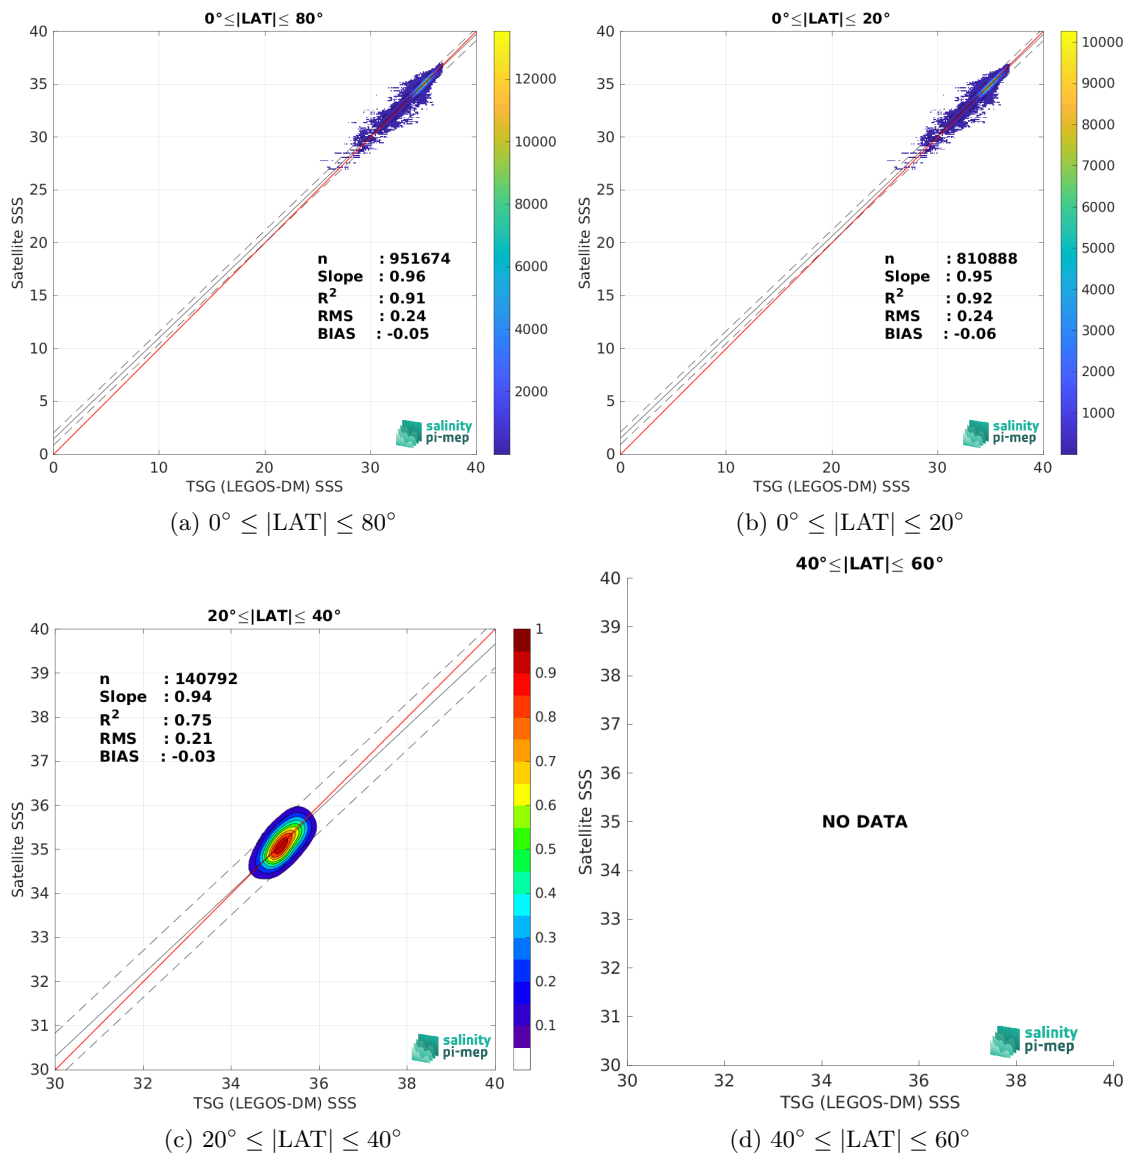 0°≤|LAT|≤ 80°
40
35
30
25
20
15
10
5
0
0
10
20
30
40
Satellite SSS
TSG (LEGOS-DM) SSS
n : 951674
Slope : 0.96
R² : 0.91
RMS : 0.24
BIAS : -0.05
salinity
pi-mep
12000
10000
8000
6000
4000
2000
(a) 0° ≤ |LAT| ≤ 80°
0°≤|LAT|≤ 20°
40
35
30
25
20
15
10
5
0
0
10
20
30
40
Satellite SSS
TSG (LEGOS-DM) SSS
n : 810888
Slope : 0.95
R² : 0.92
RMS : 0.24
BIAS : -0.06
salinity
pi-mep
10000
9000
8000
7000
6000
5000
4000
3000
2000
1000
(b) 0° ≤ |LAT| ≤ 20°
20°≤|LAT|≤ 40°
40
39
38
37
36
35
34
33
32
31
30
30
32
34
36
38
40
Satellite SSS
TSG (LEGOS-DM) SSS
n : 140792
Slope : 0.94
R² : 0.75
RMS : 0.21
BIAS : -0.03
salinity
pi-mep
1
0.9
0.8
0.7
0.6
0.5
0.4
0.3
0.2
0.1
(c) 20° ≤ |LAT| ≤ 40°
40°≤|LAT|≤ 60°
40
39
38
37
36
35
34
33
32
31
30
30
32
34
36
38
40
Satellite SSS
TSG (LEGOS-DM) SSS
NO DATA
salinity
pi-mep
(d) 40° ≤ |LAT| ≤ 60°